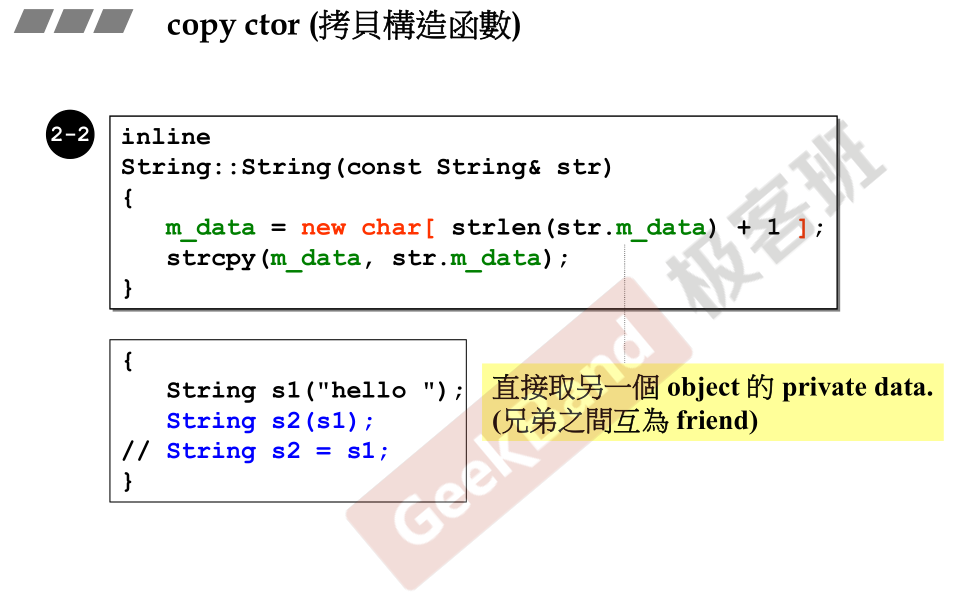 copy ctor (拷貝構造函數)
2-2
inline
String::String(const String& str)
{
m_data = new char[ strlen(str.m_data) + 1 ];
strcpy(m_data, str.m_data);
}
{
String s1("hello ");
String s2(s1);
// String s2 = s1;
}
直接取另一個 object 的 private data.
(兄弟之間互為 friend)
GeekBand 极客班